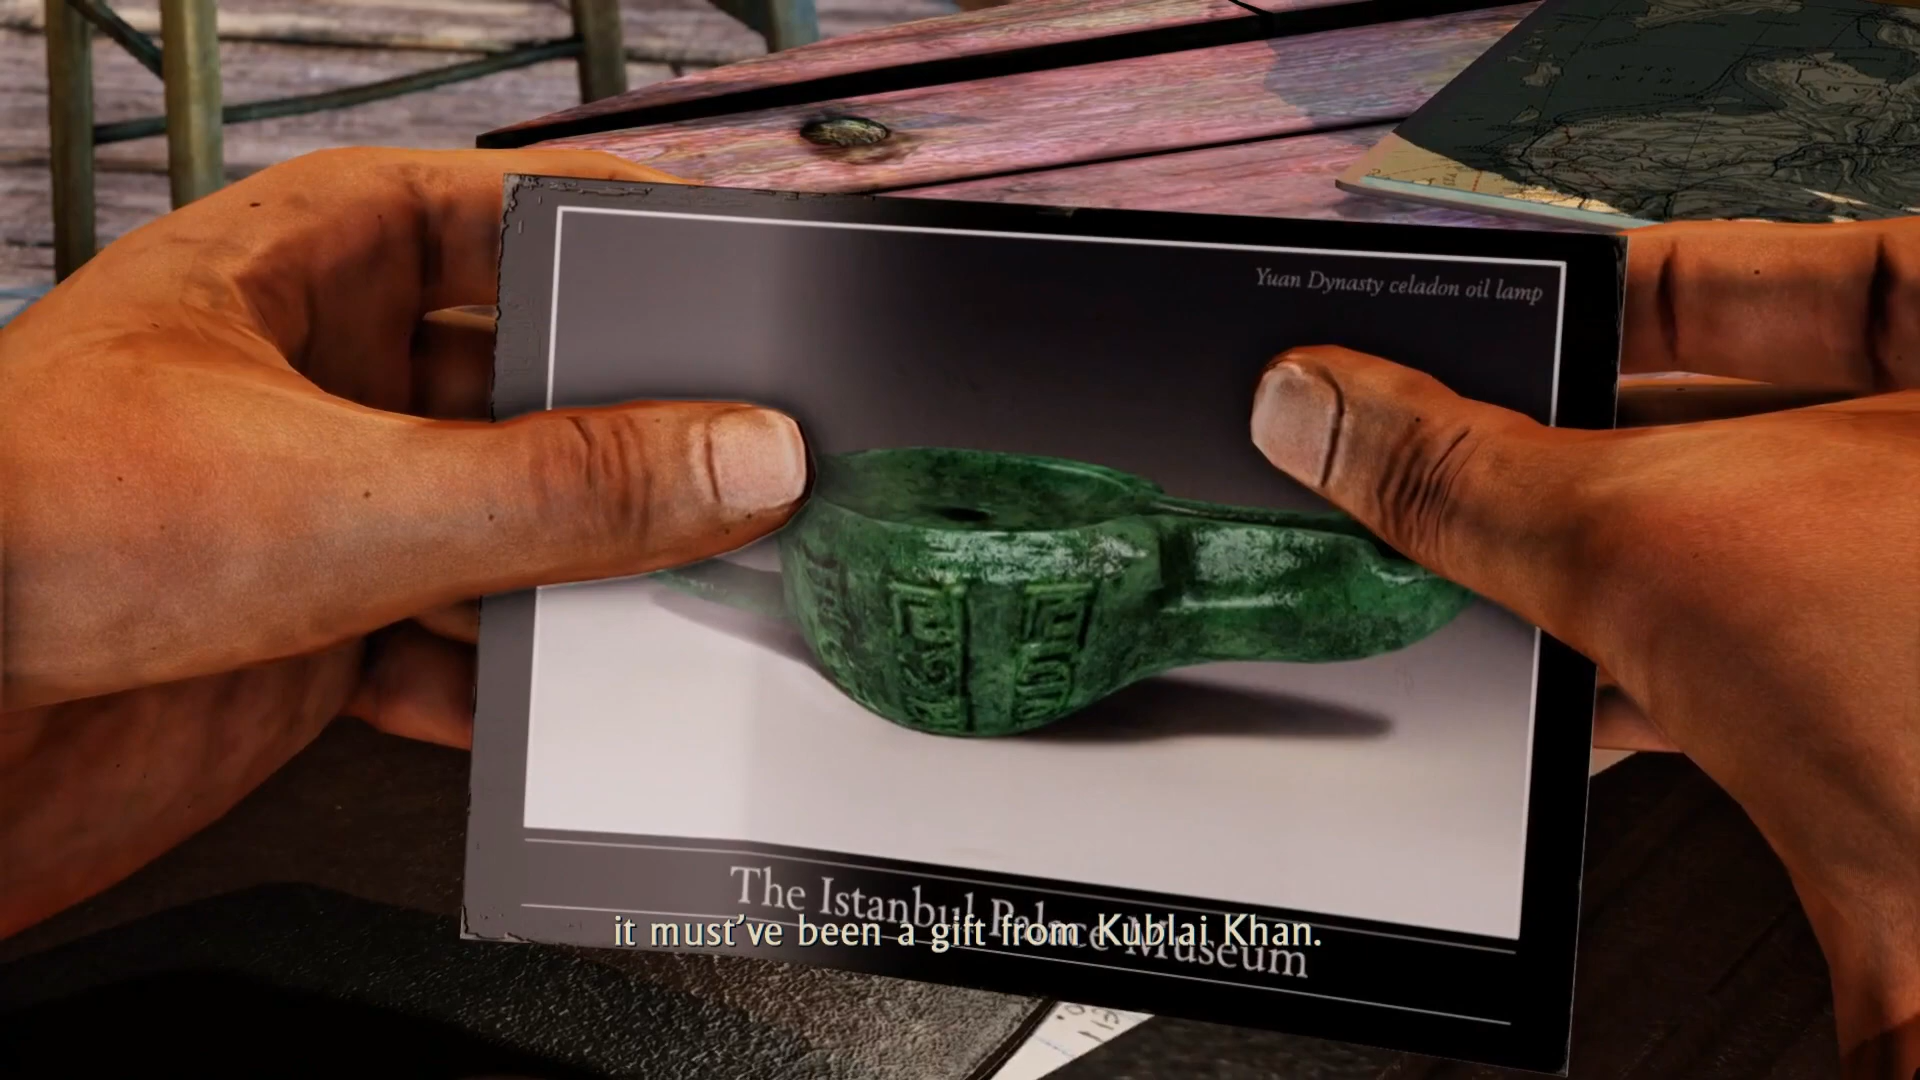 Yuan Dynasty celadon oil lamp
The Istanbul Palace Museum
it must've been a gift from Kublai Khan.